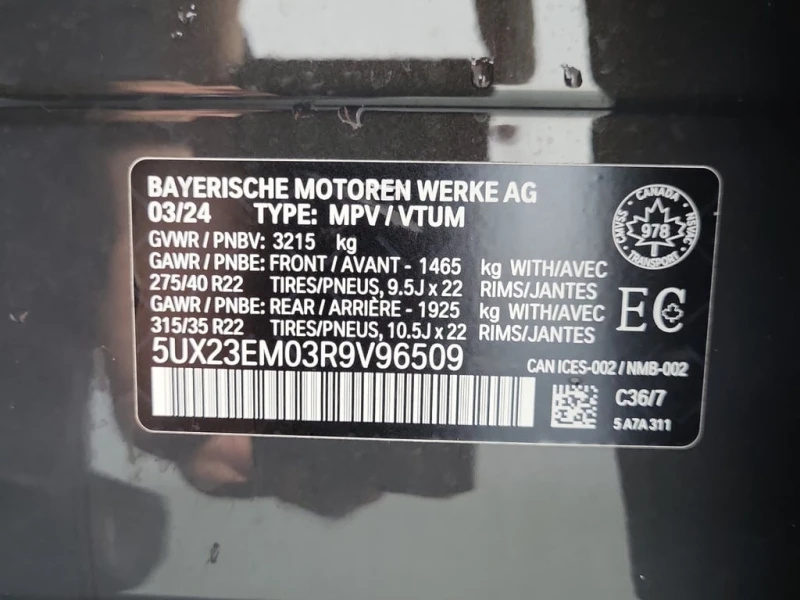 BAYERISCHE MOTOREN WERKE AG
03/24 TYPE: MPV / VTUM
GVWR / PNBV: 3215 kg
GAWR / PNBE: FRONT / AVANT - 1465 kg WITH/AVEC
275/40 R22 TIRES/PNEUS, 9.5J x 22 RIMS/JANTES
GAWR / PNBE: REAR / ARRIÈRE - 1925 kg WITH/AVEC
315/35 R22 TIRES/PNEUS, 10.5J x 22 RIMS/JANTES
5UX23EM03R9V96509
CANADA
CMVSS
978
NSVAC
TRANSPORT
EC
CAN ICES-002 / NMB-002
C36/7
5 A7A 311